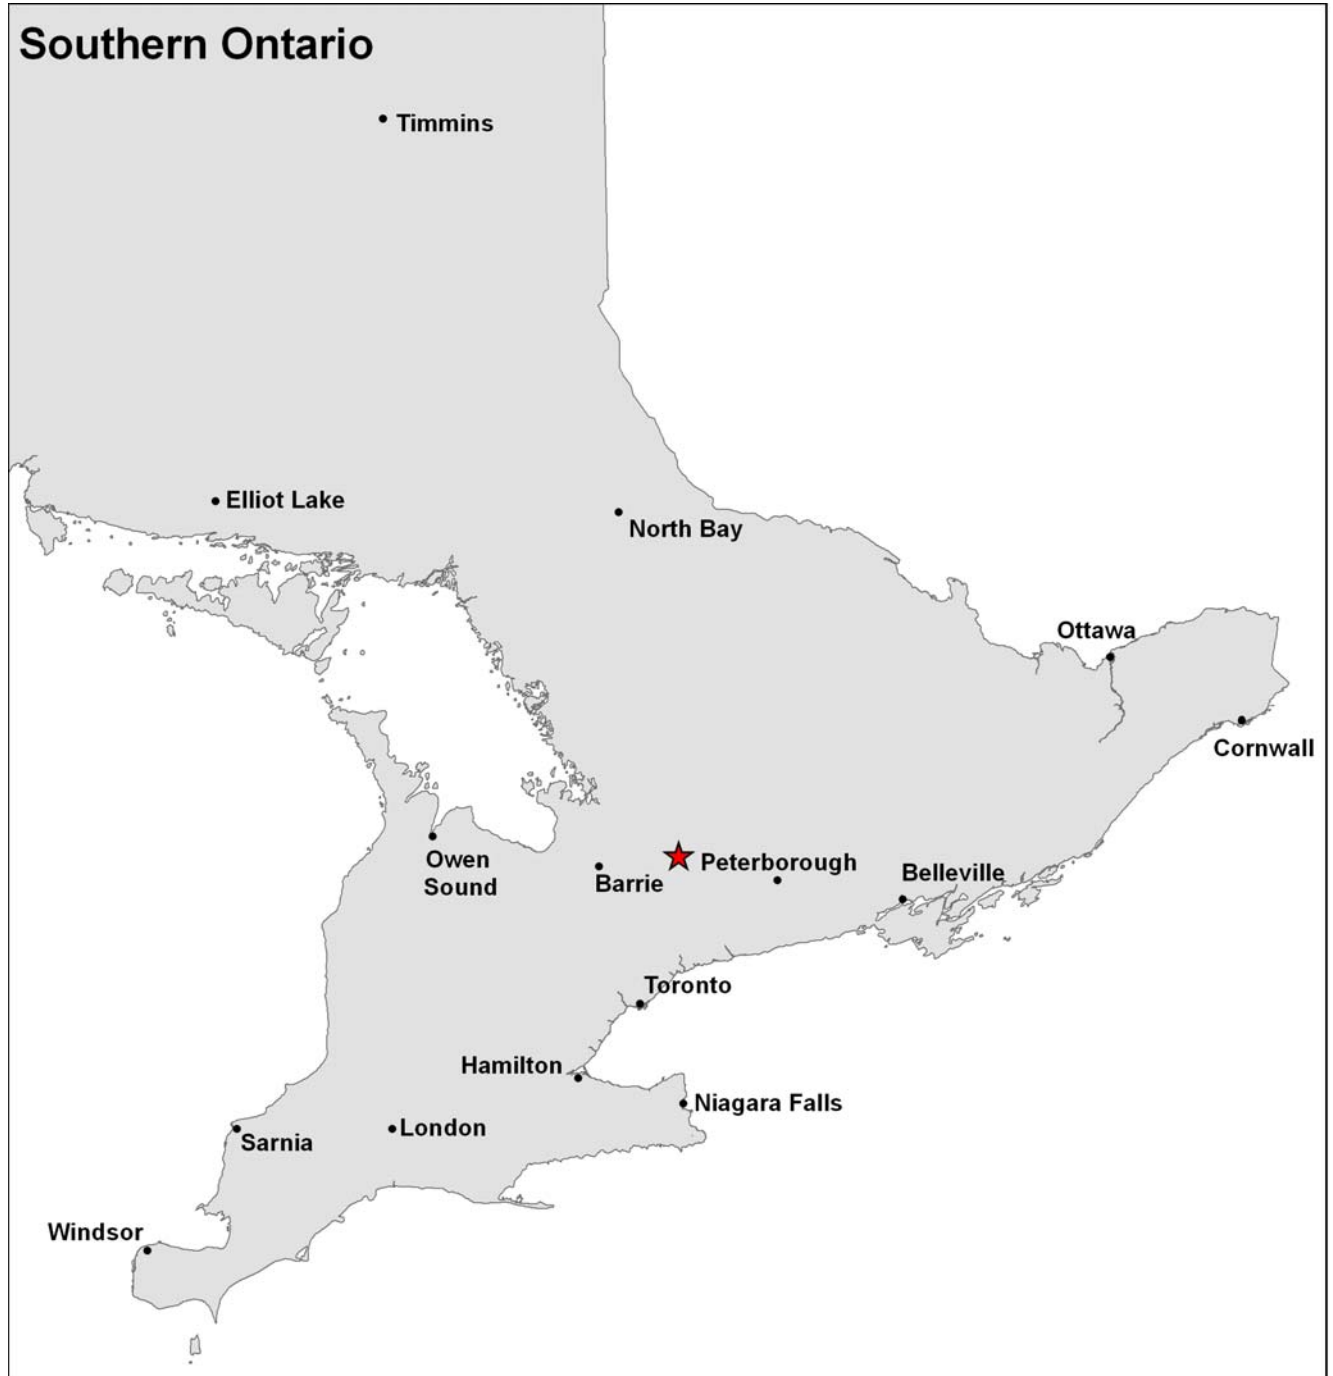 Southern Ontario
Timmins
Elliot Lake
North Bay
Ottawa
Cornwall
Owen
Sound
Barrie
Peterborough
Belleville
Toronto
Hamilton
Niagara Falls
London
Sarnia
Windsor